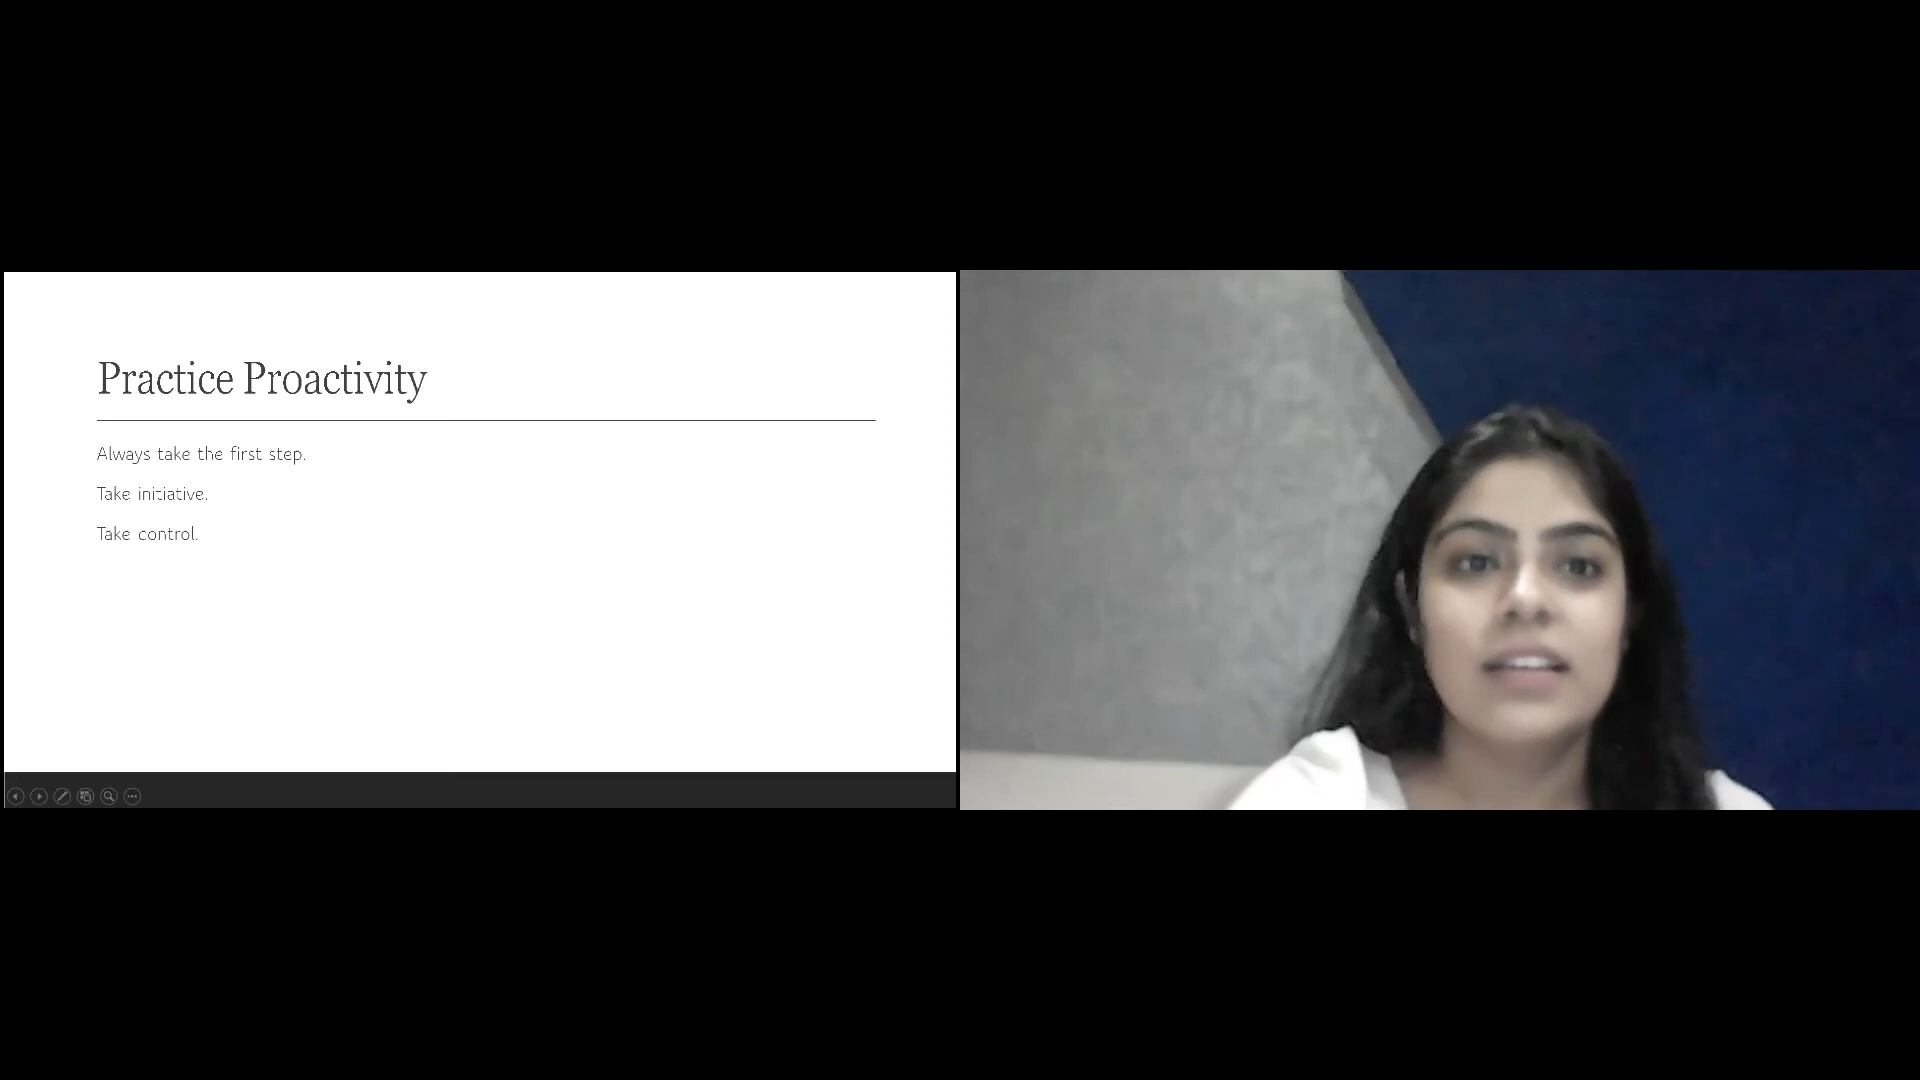 Practice Proactivity
Always take the first step.
Take initiative.
Take control.